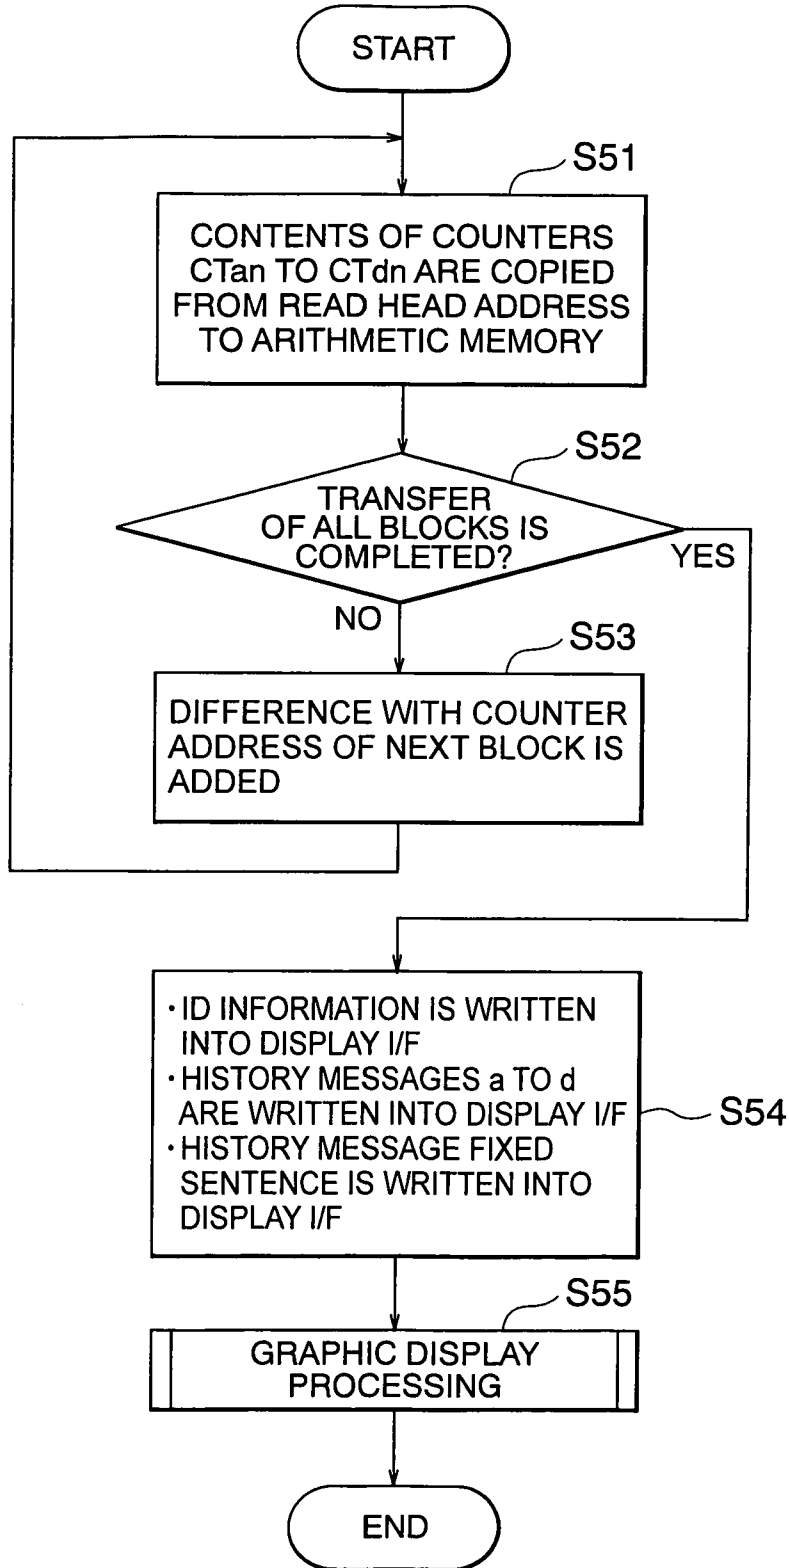 START
S51
CONTENTS OF COUNTERS
CTan TO CTdn ARE COPIED
FROM READ HEAD ADDRESS
TO ARITHMETIC MEMORY
S52
TRANSFER
OF ALL BLOCKS IS
COMPLETED?
YES
NO
S53
DIFFERENCE WITH COUNTER
ADDRESS OF NEXT BLOCK IS
ADDED
・ID INFORMATION IS WRITTEN
INTO DISPLAY I/F
・HISTORY MESSAGES a TO d
ARE WRITTEN INTO DISPLAY I/F
・HISTORY MESSAGE FIXED
SENTENCE IS WRITTEN INTO
DISPLAY I/F
S54
S55
GRAPHIC DISPLAY
PROCESSING
END